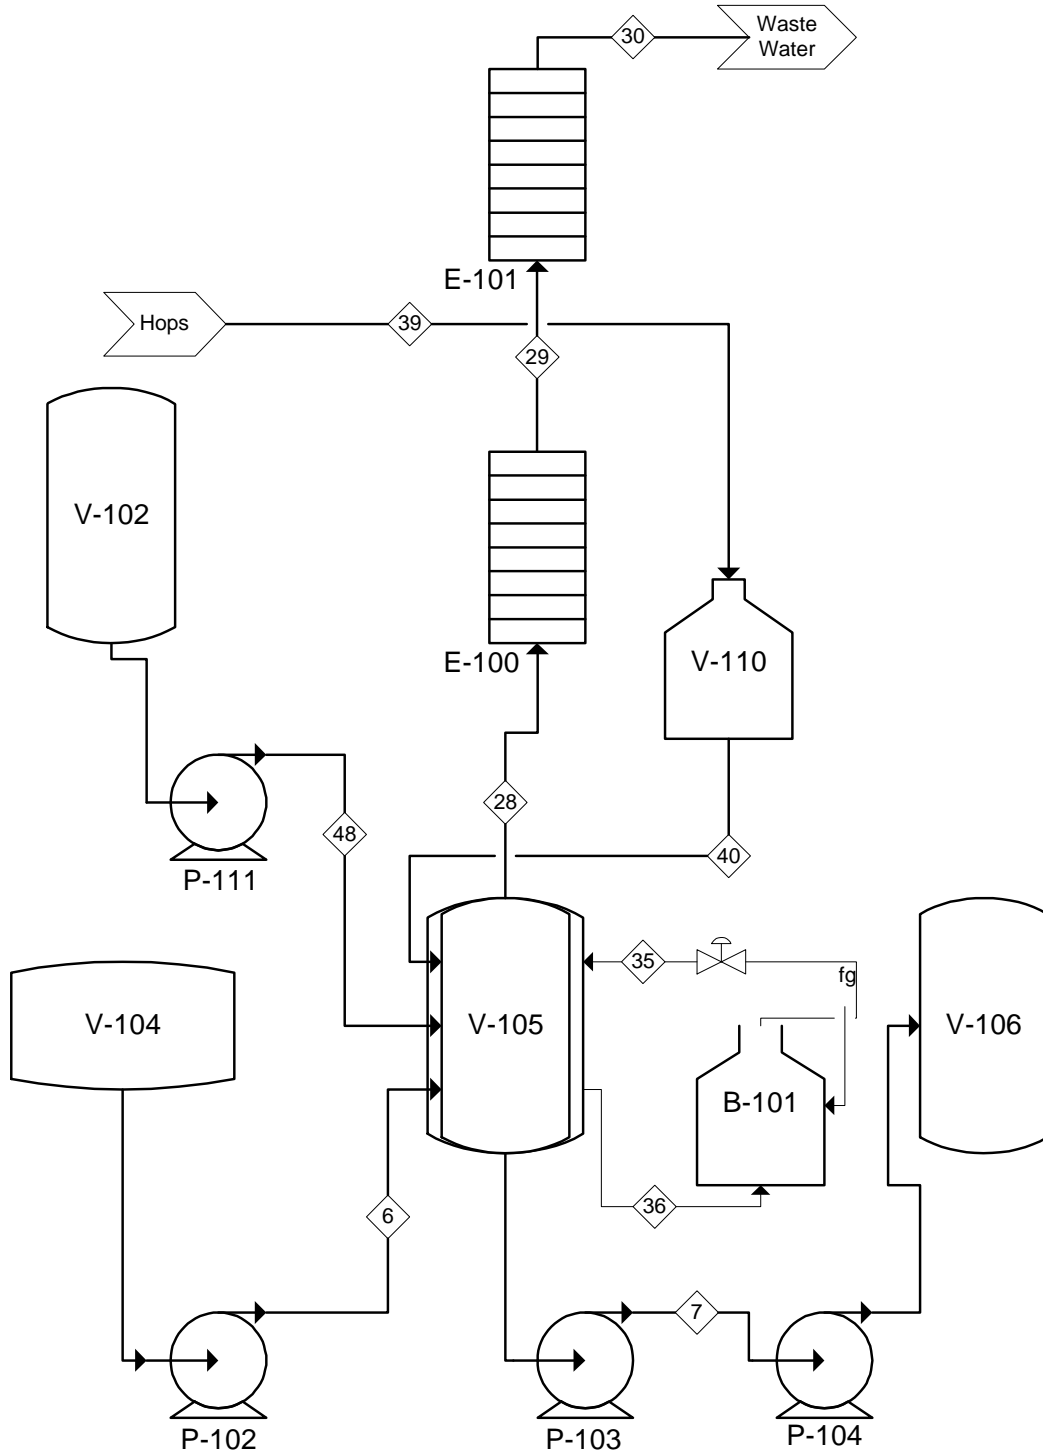 30
Waste
Water
E-101
Hops
39
29
V-102
E-100
V-110
28
48
40
P-111
35
fg
V-104
V-105
V-106
B-101
36
6
7
P-102
P-103
P-104